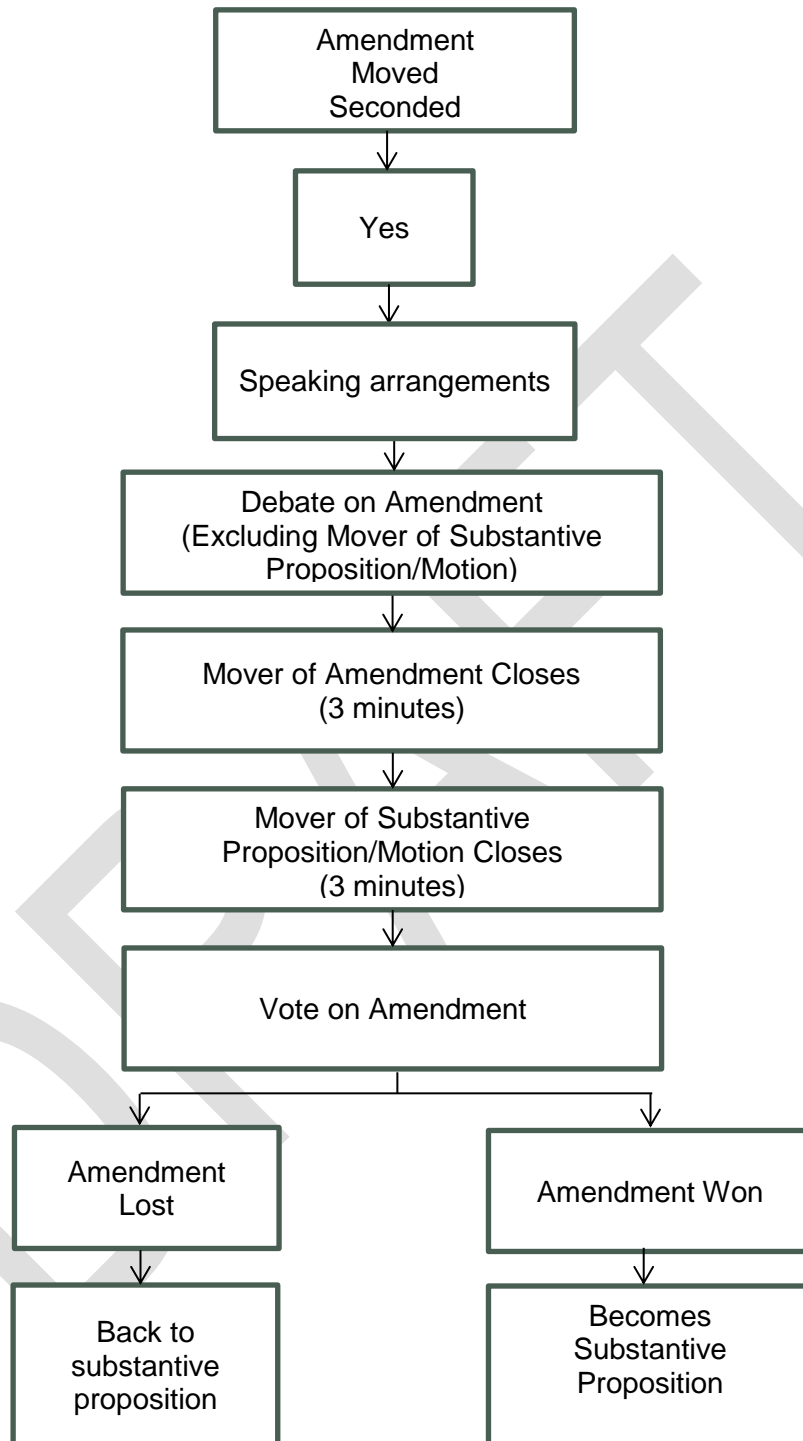 Amendment
Moved
Seconded
Yes
Speaking arrangements
Debate on Amendment
(Excluding Mover of Substantive
Proposition/Motion)
Mover of Amendment Closes
(3 minutes)
Mover of Substantive
Proposition/Motion Closes
(3 minutes)
Vote on Amendment
Amendment
Lost
Amendment Won
Back to
substantive
proposition
Becomes
Substantive
Proposition
DRAFT